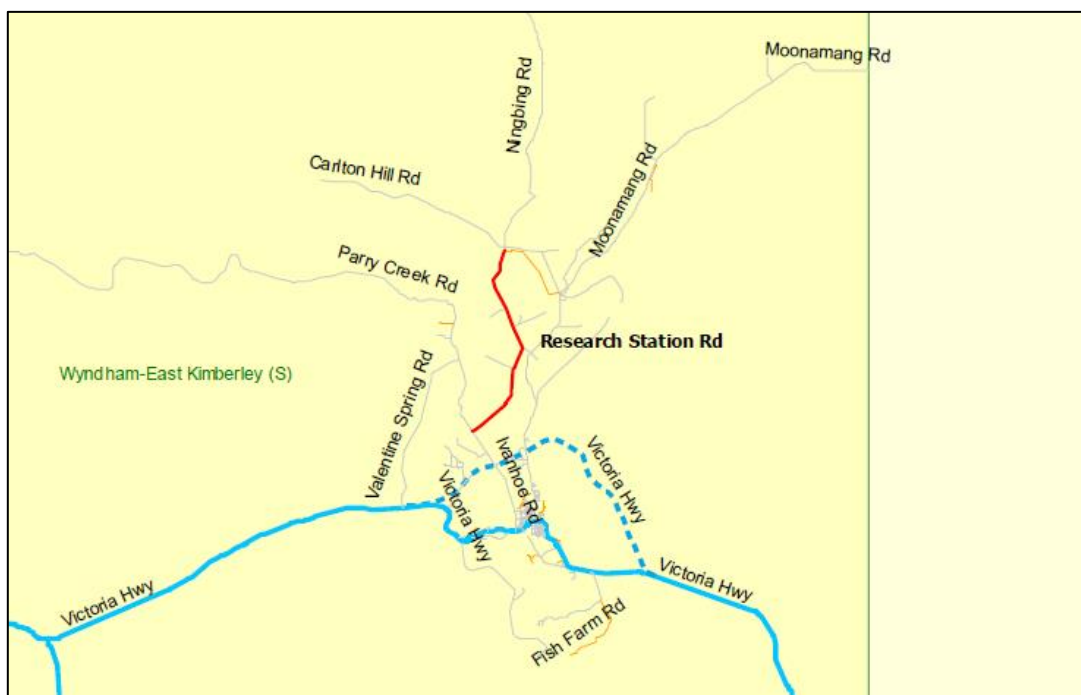 Moonamang Rd
Ningbing Rd
Carlton Hill Rd
Moonamang Rd
Parry Creek Rd
Research Station Rd
Wyndham-East Kimberley (S)
Valentine Spring Rd
Ivanhoe Rd
Victoria Hwy
Victoria Hwy
Victoria Hwy
Victoria Hwy
Fish Farm Rd